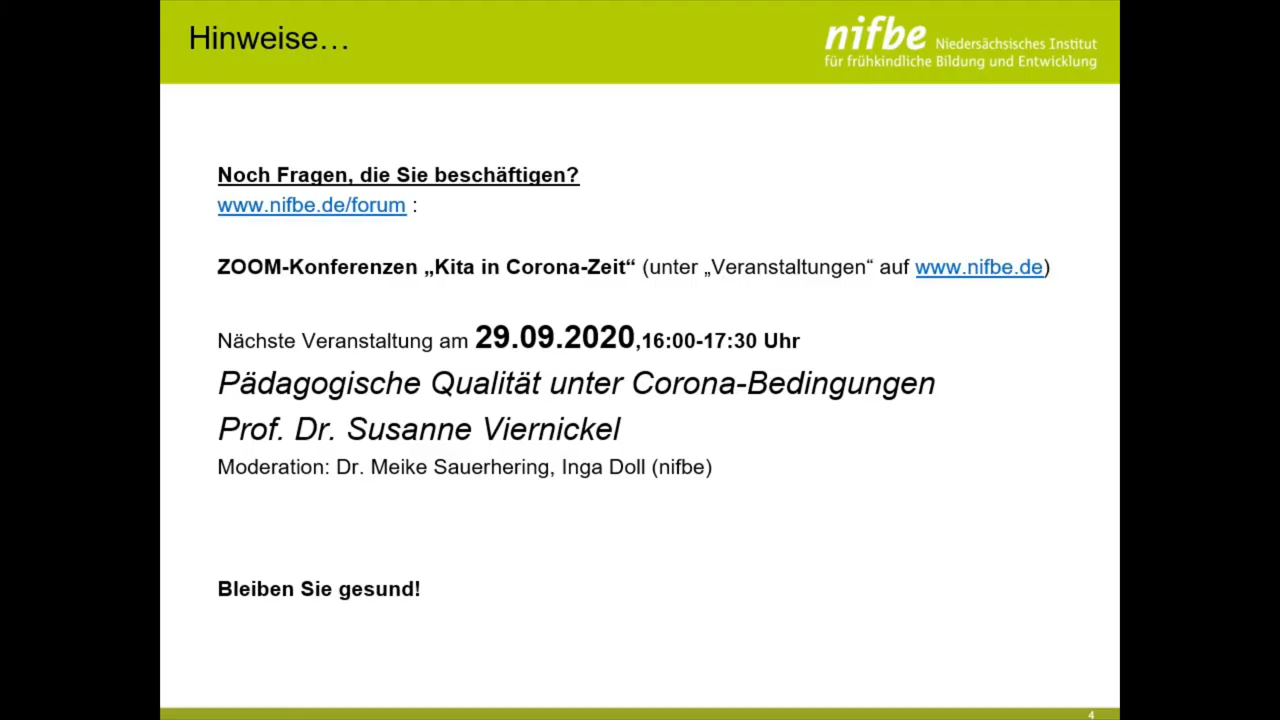 Hinweise…
nifbe Niedersächsisches Institut
für frühkindliche Bildung und Entwicklung
Noch Fragen, die Sie beschäftigen?
www.nifbe.de/forum :
ZOOM-Konferenzen „Kita in Corona-Zeit“ (unter „Veranstaltungen“ auf www.nifbe.de)
Nächste Veranstaltung am 29.09.2020,16:00-17:30 Uhr
Pädagogische Qualität unter Corona-Bedingungen
Prof. Dr. Susanne Viernickel
Moderation: Dr. Meike Sauerhering, Inga Doll (nifbe)
Bleiben Sie gesund!
4